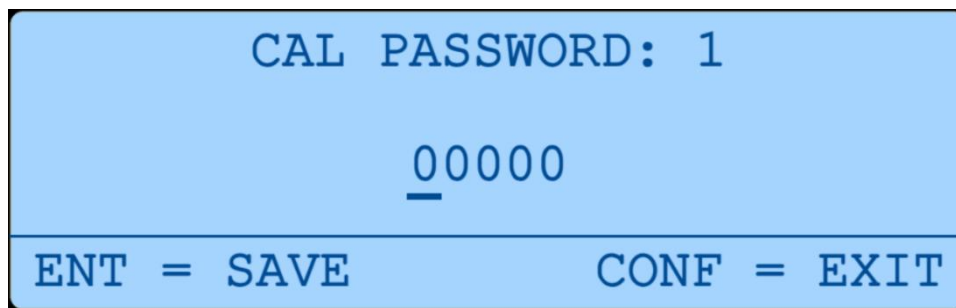 CAL PASSWORD: 1
00000
ENT = SAVE CONF = EXIT